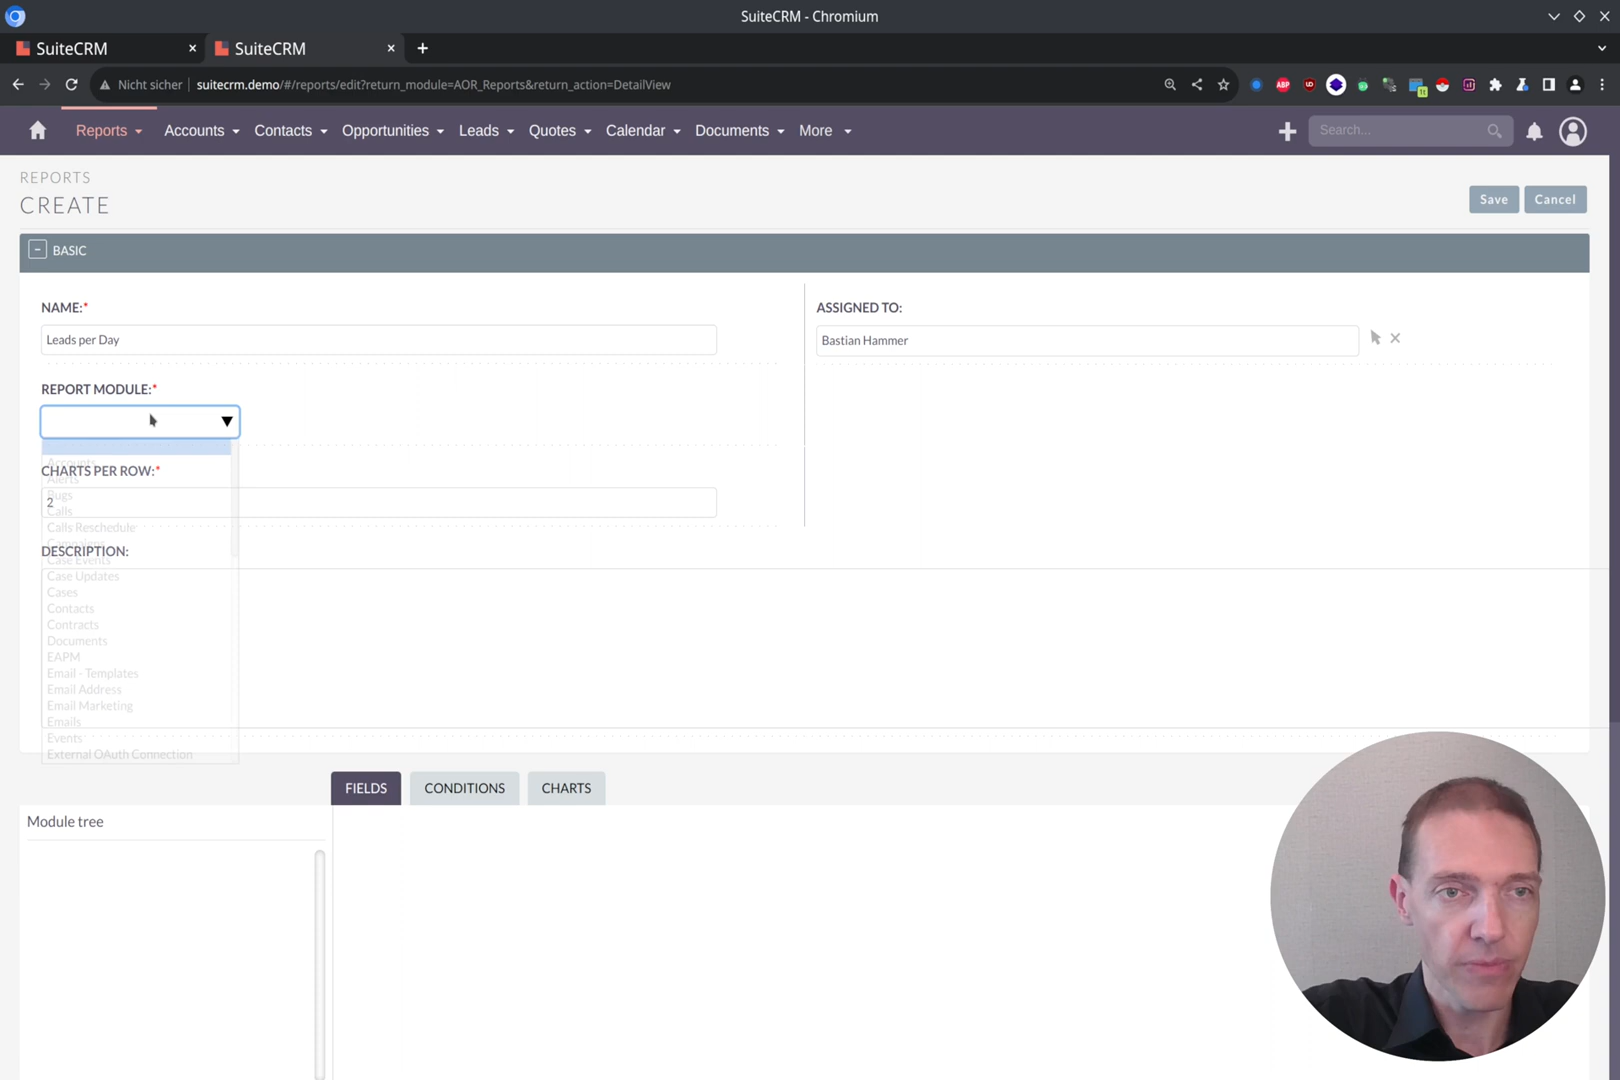 SuiteCRM - Chromium
SuiteCRM
SuiteCRM
Nicht sicher
suitecrm.demo/#/reports/edit?return_module=AOR_Reports&return_action=DetailView
ABP
1t
Reports
Accounts
Contacts
Opportunities
Leads
Quotes
Calendar
Documents
More
Search...
REPORTS
CREATE
Save
Cancel
BASIC
NAME:*
ASSIGNED TO:
Leads per Day
Bastian Hammer
REPORT MODULE:*
Accounts
CHARTS PER ROW:*
Alerts
Bugs
2
Calls
Calls Reschedule
Campaigns
DESCRIPTION:
Case Events
Case Updates
Cases
Contacts
Contracts
Documents
EAPM
Email - Templates
Email Address
Email Marketing
Emails
Events
External OAuth Connection
FIELDS
CONDITIONS
CHARTS
Module tree